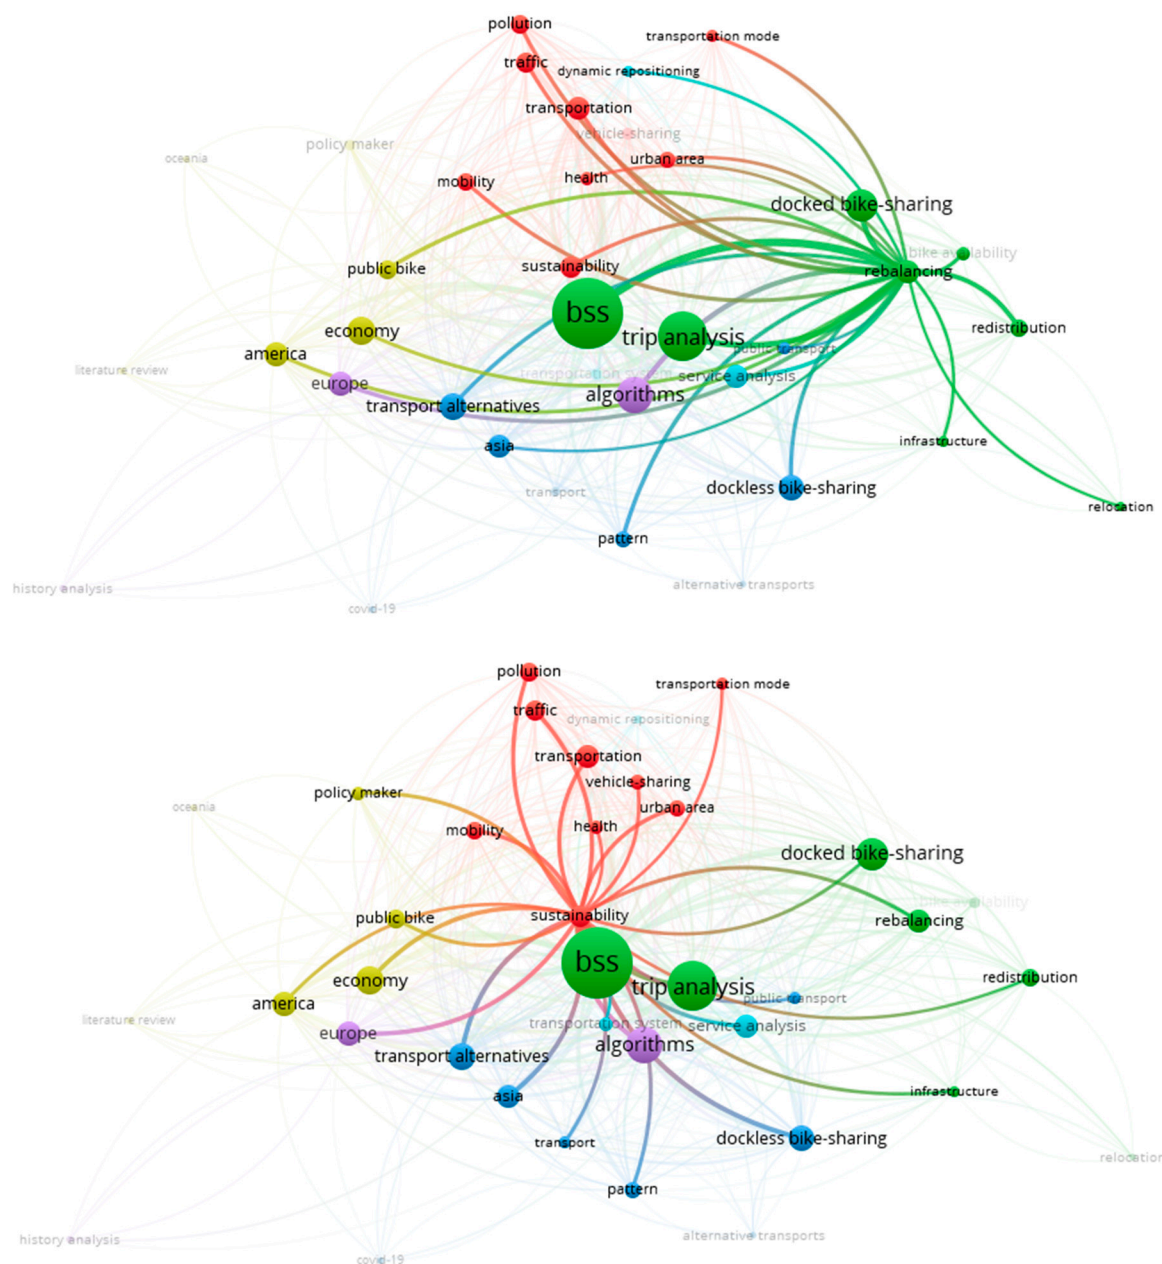 pollution
transportation mode
traffic
dynamic repositioning
transportation
vehicle-sharing
policy maker
oceania
urban area
health
mobility
docked bike-sharing
bike availability
public bike
sustainability
rebalancing
bss
economy
trip analysis
redistribution
america
public transport
literature review
transportation system
service analysis
europe
algorithms
transport alternatives
asia
infrastructure
transport
dockless bike-sharing
relocation
pattern
history analysis
alternative transports
covid-19
pollution
transportation mode
traffic
dynamic repositioning
transportation
vehicle-sharing
policy maker
oceania
urban area
mobility
health
docked bike-sharing
bike availability
public bike
sustainability
rebalancing
bss
economy
trip analysis
redistribution
america
public transport
literature review
transportation system
service analysis
europe
algorithms
transport alternatives
asia
infrastructure
transport
dockless bike-sharing
relocation
pattern
history analysis
alternative transports
covid-19